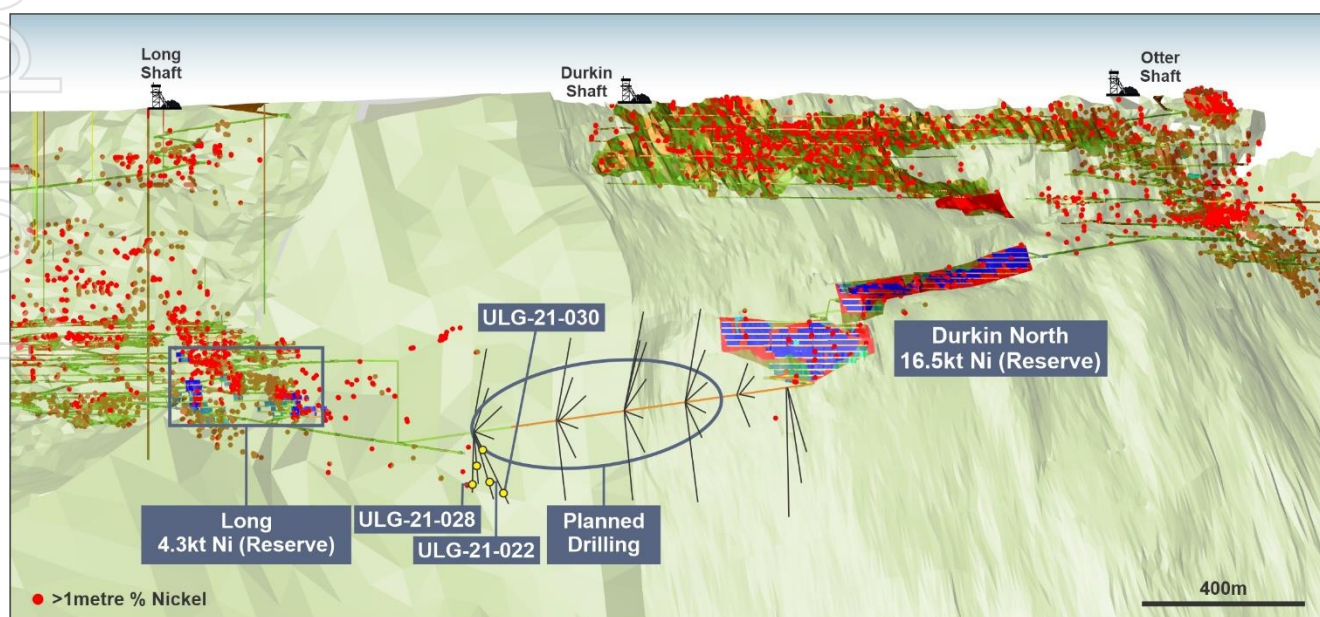 Long
Shaft
Durkin
Shaft
Otter
Shaft
ULG-21-030
Durkin North
16.5kt Ni (Reserve)
Long
4.3kt Ni (Reserve)
ULG-21-028
ULG-21-022
Planned
Drilling
>1metre % Nickel
400m